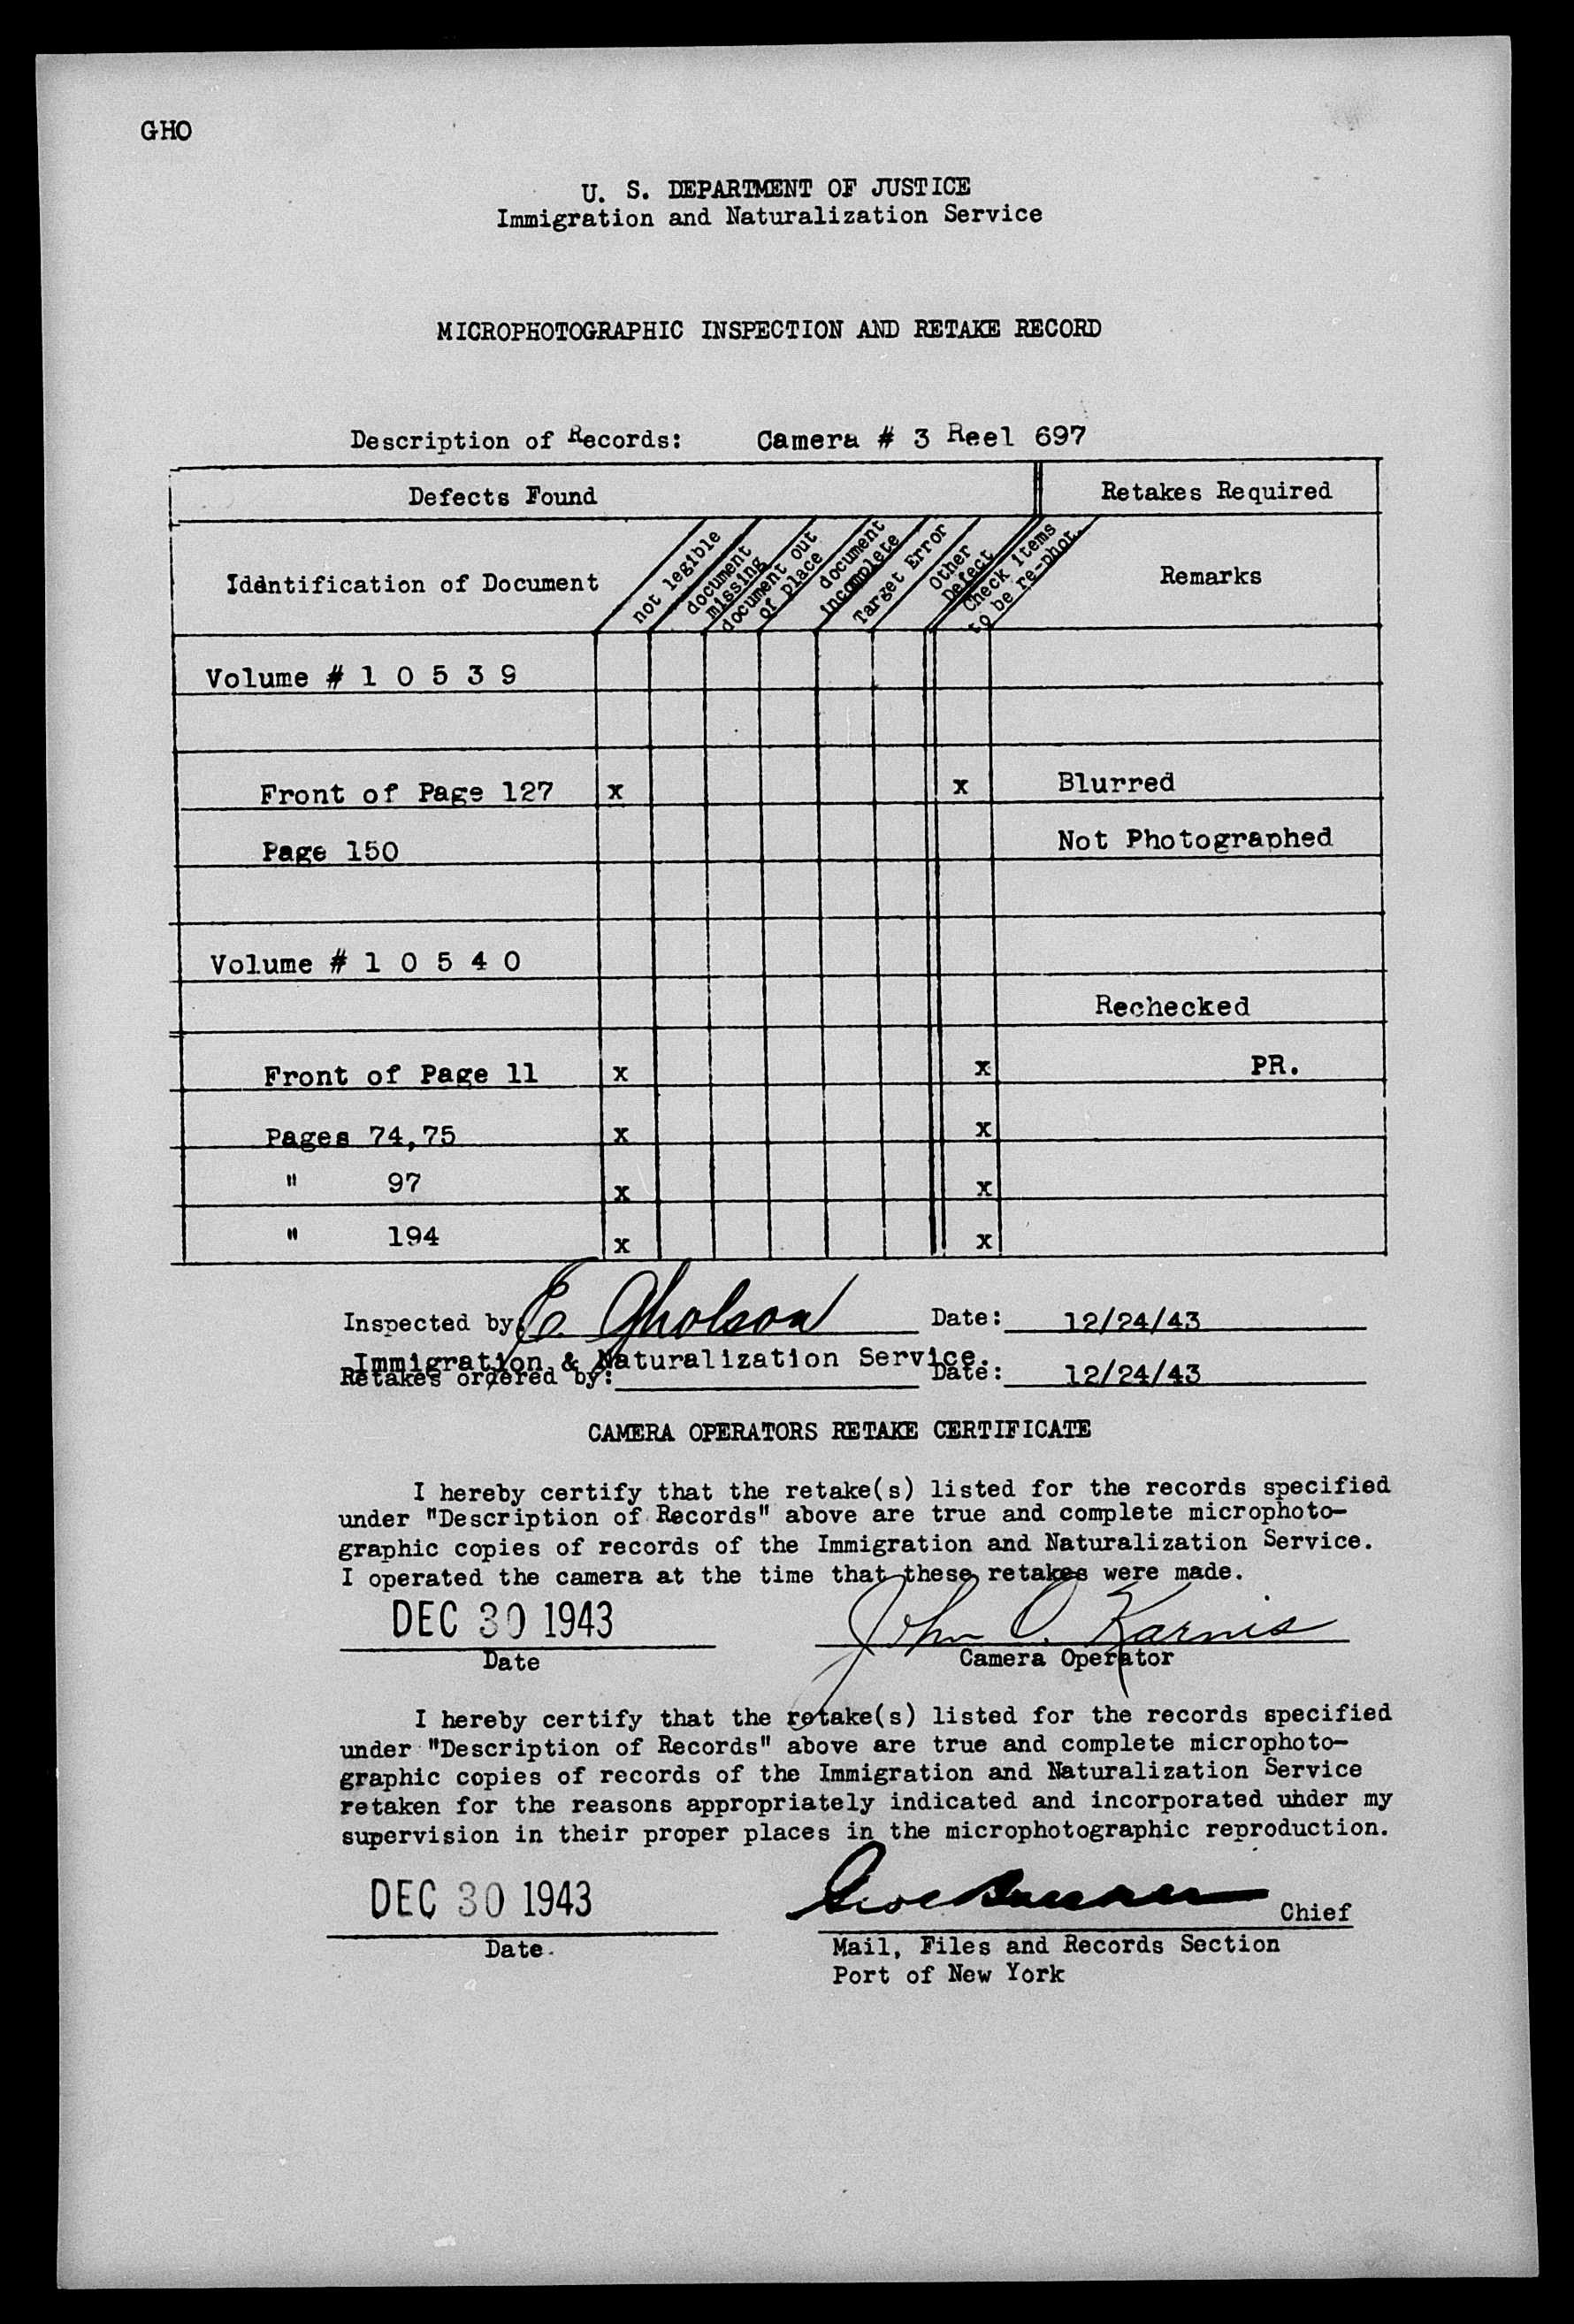 GHO
U. S. DEPARTMENT OF JUSTICE
Immigration and Naturalization Service
MICROPHOTOGRAPHIC INSPECTION AND RETAKE RECORD
Description of Records: Camera # 3 Reel 697
Defects Found Retakes Required
Iddntification of Document not legible document missing document out of place document incomplete Target Error Other Defect Check items to be re-phot. Remarks
Volume # 1 0 5 3 9
Front of Page 127 x x Blurred
Page 150 Not Photographed
Volume # 1 0 5 4 0
Rechecked
Front of Page 11 x x PR.
Pages 74,75 x x
" 97 x x
" 194 x x
Inspected by: E. Gholson Date: 12/24/43
Immigration & Naturalization Service.
Retakes ordered by: Date: 12/24/43
CAMERA OPERATORS RETAKE CERTIFICATE
I hereby certify that the retake(s) listed for the records specified
under "Description of Records" above are true and complete microphoto-
graphic copies of records of the Immigration and Naturalization Service.
I operated the camera at the time that these retakes were made.
DEC 30 1943 John O. Karnis
Date Camera Operator
I hereby certify that the retake(s) listed for the records specified
under "Description of Records" above are true and complete microphoto-
graphic copies of records of the Immigration and Naturalization Service
retaken for the reasons appropriately indicated and incorporated under my
supervision in their proper places in the microphotographic reproduction.
DEC 30 1943 Chief
Date Mail, Files and Records Section
Port of New York